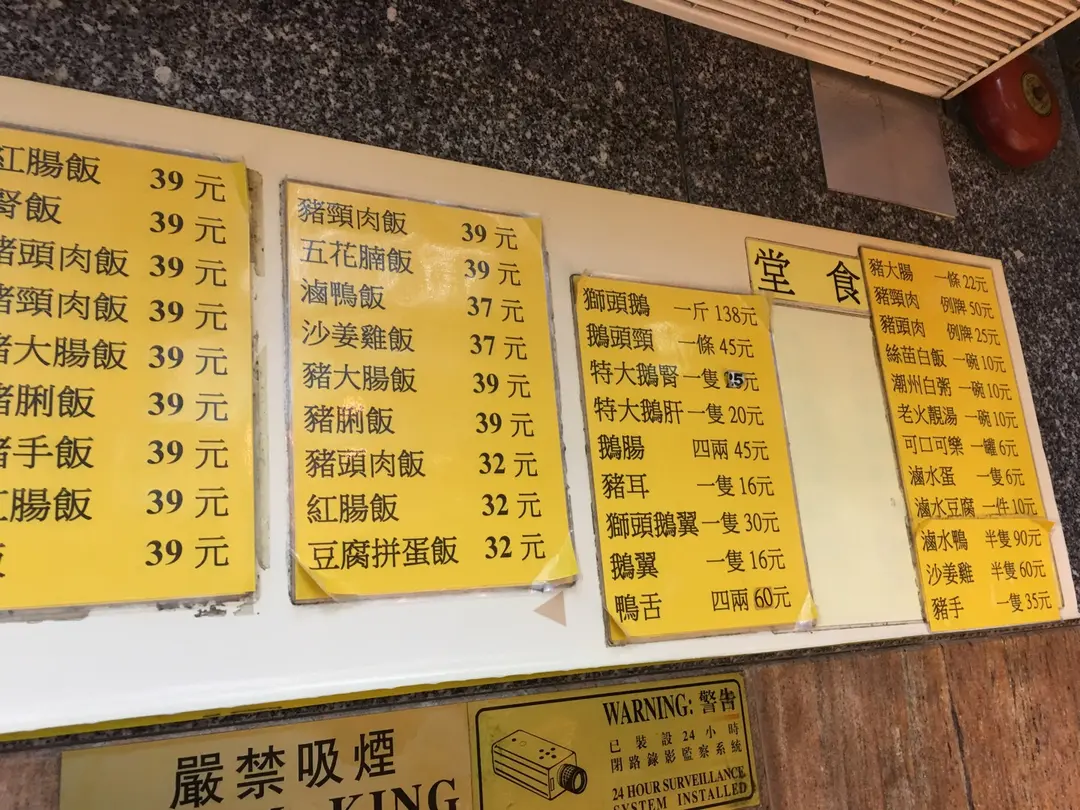 紅腸飯 39 元
腎飯 39 元
豬頭肉飯 39 元
豬頸肉飯 39 元
豬大腸飯 39 元
豬脷飯 39 元
豬手飯 39 元
紅腸飯 39 元
飯 39 元
豬頸肉飯 39 元
五花腩飯 39 元
滷鴨飯 37 元
沙姜雞飯 37 元
豬大腸飯 39 元
豬脷飯 39 元
豬頭肉飯 32 元
紅腸飯 32 元
豆腐拼蛋飯 32 元
獅頭鵝 一斤 138元
鵝頭頸 一條 45元
特大鵝腎 一隻 元
特大鵝肝 一隻 20元
鵝腸 四兩 45元
豬耳 一隻 16元
獅頭鵝翼 一隻 30元
鵝翼 一隻 16元
鴨舌 四兩 60元
堂食
豬大腸 一條 22元
豬頸肉 例牌 50元
豬頭肉 例牌 25元
絲苗白飯 一碗 10元
潮州白粥 一碗 10元
老火靚湯 一碗 10元
可口可樂 一罐 6元
滷水蛋 一隻 6元
滷水豆腐 一件 10元
滷水鴨 半隻 90元
沙姜雞 半隻 60元
豬手 一隻 35元
嚴禁吸煙
KING
WARNING: 警告
已裝設24小時
閉路錄影監察系統
24 HOUR SURVEILLANCE
SYSTEM INSTALLED